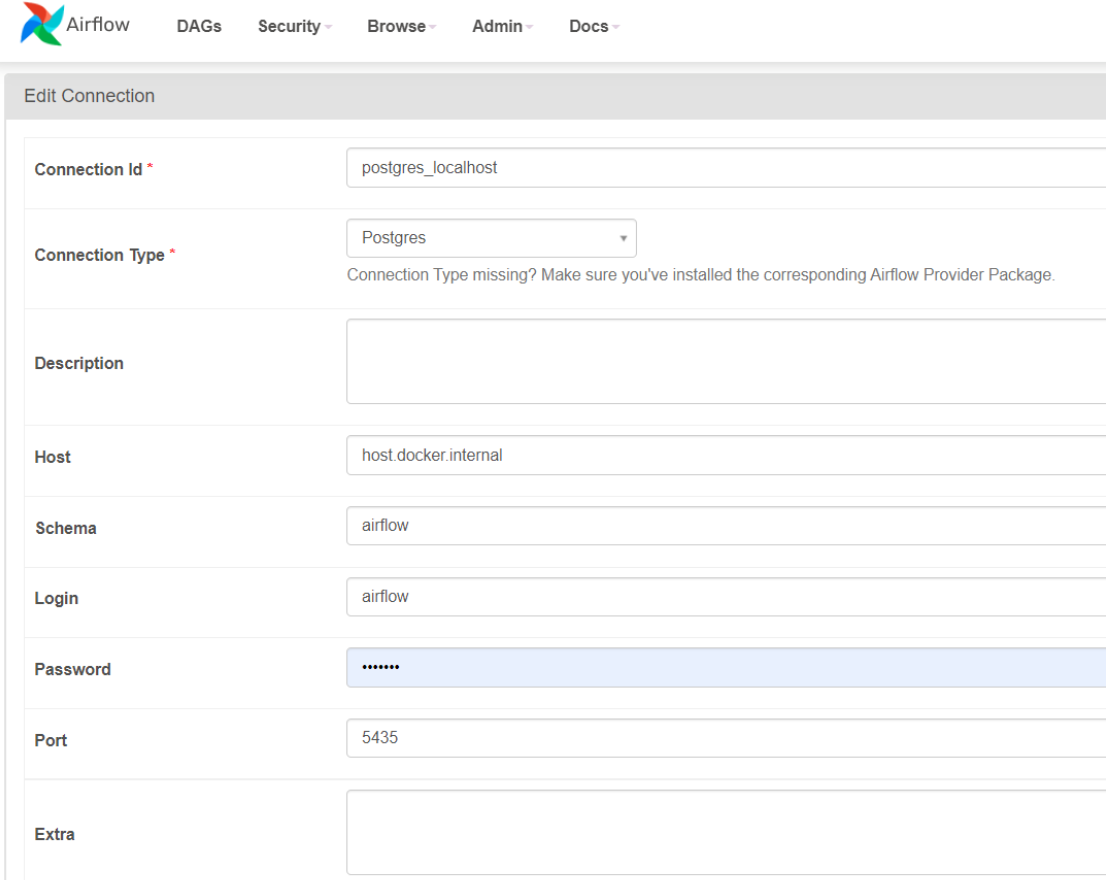 Airflow DAGs Security Browse Admin Docs
Edit Connection
Connection Id * postgres_localhost
Connection Type * Postgres
Connection Type missing? Make sure you've installed the corresponding Airflow Provider Package.
Description
Host host.docker.internal
Schema airflow
Login airflow
Password •••••••
Port 5435
Extra